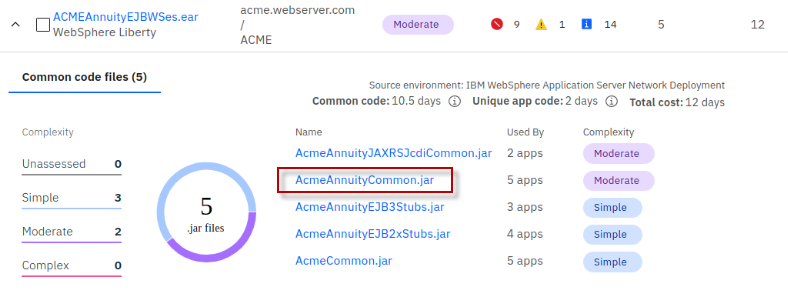 ACMEAnnuityEJBWSes.ear
WebSphere Liberty
acme.webserver.com
/
ACME
Moderate
9
1
14
5
12
Common code files (5)
Source environment: IBM WebSphere Application Server Network Deployment
Common code: 10.5 days Unique app code: 2 days Total cost: 12 days
Complexity
Unassessed 0
Simple 3
Moderate 2
Complex 0
5
.jar files
Name Used By Complexity
AcmeAnnuityJAXRSJcdiCommon.jar 2 apps Moderate
AcmeAnnuityCommon.jar 5 apps Moderate
AcmeAnnuityEJB3Stubs.jar 3 apps Simple
AcmeAnnuityEJB2xStubs.jar 4 apps Simple
AcmeCommon.jar 5 apps Simple